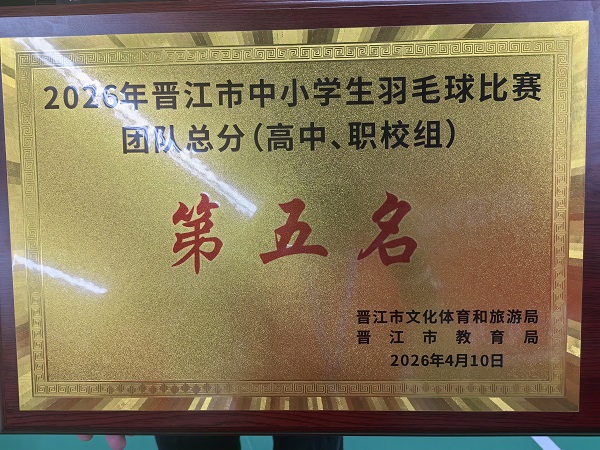 2026年晋江市中小学生羽毛球比赛
团队总分（高中、职校组）
第五名
晋江市文化体育和旅游局
晋江市教育局
2026年4月10日